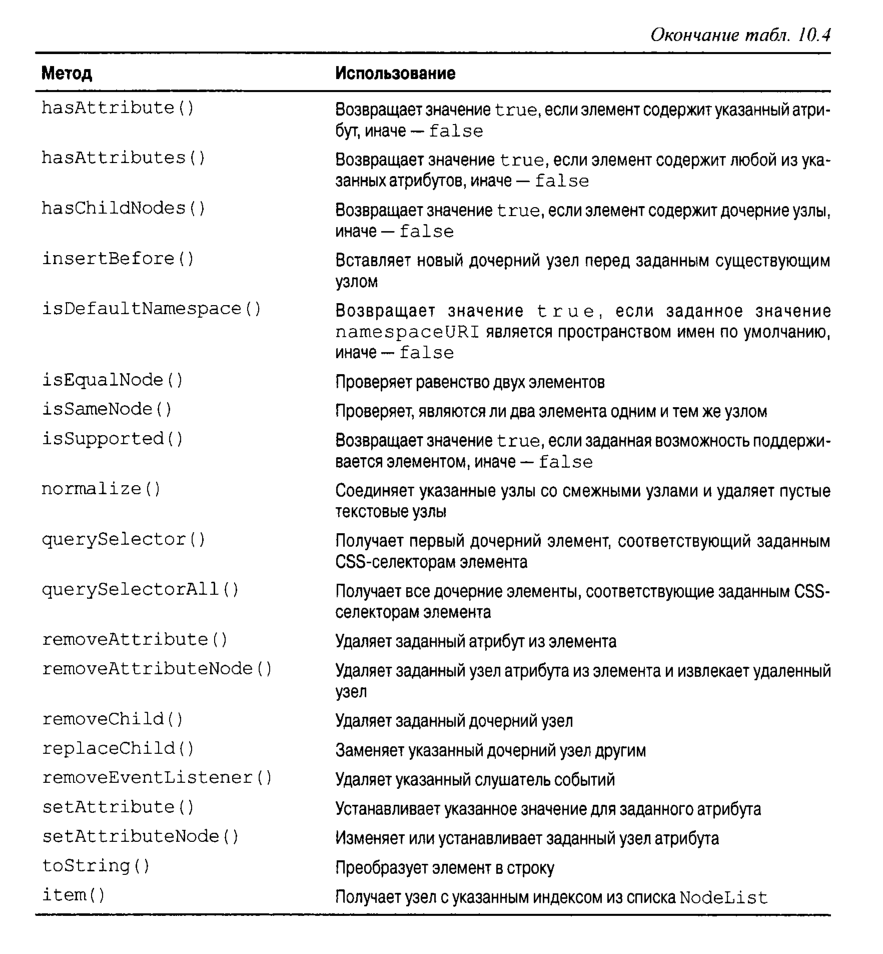 Окончание табл. 10.4
Метод Использование
hasAttribute() Возвращает значение true, если элемент содержит указанный атри-
бут, иначе — false
hasAttributes() Возвращает значение true, если элемент содержит любой из ука-
занных атрибутов, иначе — false
hasChildNodes() Возвращает значение true, если элемент содержит дочерние узлы,
иначе — false
insertBefore() Вставляет новый дочерний узел перед заданным существующим
узлом
isDefaultNamespace() Возвращает значение true, если заданное значение
namespaceURI является пространством имен по умолчанию,
иначе — false
isEqualNode() Проверяет равенство двух элементов
isSameNode() Проверяет, являются ли два элемента одним и тем же узлом
isSupported() Возвращает значение true, если заданная возможность поддержи-
вается элементом, иначе — false
normalize() Соединяет указанные узлы со смежными узлами и удаляет пустые
текстовые узлы
querySelector() Получает первый дочерний элемент, соответствующий заданным
CSS-селекторам элемента
querySelectorAll() Получает все дочерние элементы, соответствующие заданным CSS-
селекторам элемента
removeAttribute() Удаляет заданный атрибут из элемента
removeAttributeNode() Удаляет заданный узел атрибута из элемента и извлекает удаленный
узел
removeChild() Удаляет заданный дочерний узел
replaceChild() Заменяет указанный дочерний узел другим
removeEventListener() Удаляет указанный слушатель событий
setAttribute() Устанавливает указанное значение для заданного атрибута
setAttributeNode() Изменяет или устанавливает заданный узел атрибута
toString() Преобразует элемент в строку
item() Получает узел с указанным индексом из списка NodeList